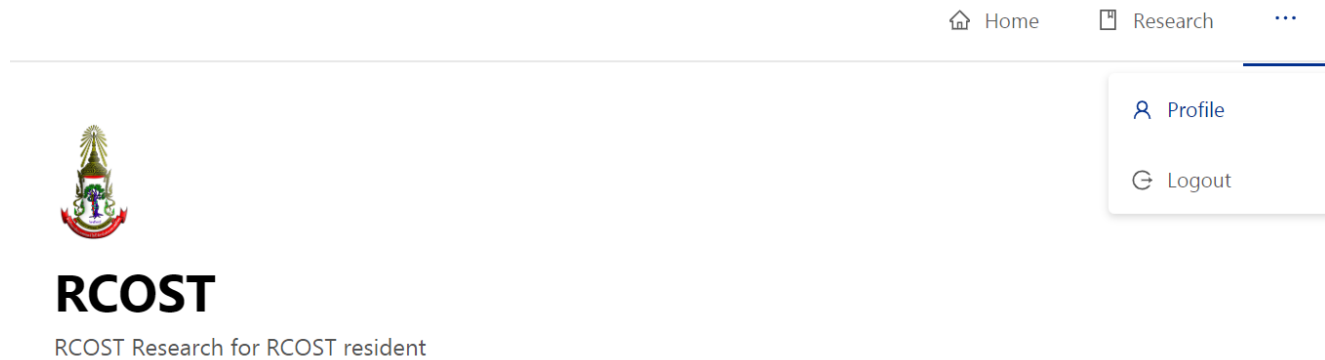 Home Research ...
Profile
Logout
RCOST
RCOST Research for RCOST resident